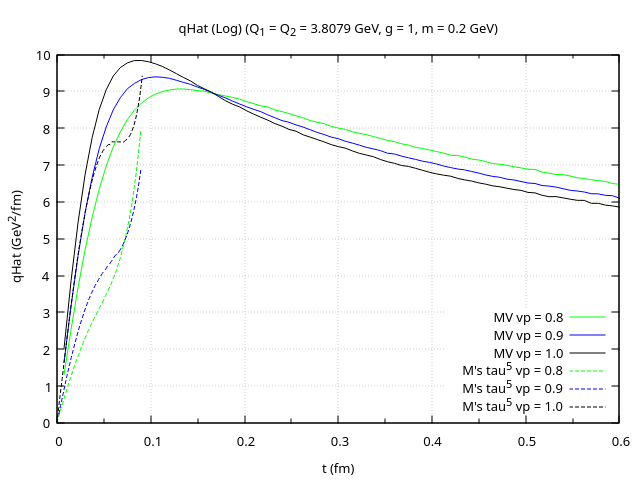 qHat (Log) (Q1 = Q2 = 3.8079 GeV, g = 1, m = 0.2 GeV)
10
9
8
7
6
5
4
3
2
1
0
qHat (GeV2/fm)
MV vp = 0.8
MV vp = 0.9
MV vp = 1.0
M's tau5 vp = 0.8
M's tau5 vp = 0.9
M's tau5 vp = 1.0
0 0.1 0.2 0.3 0.4 0.5 0.6
t (fm)